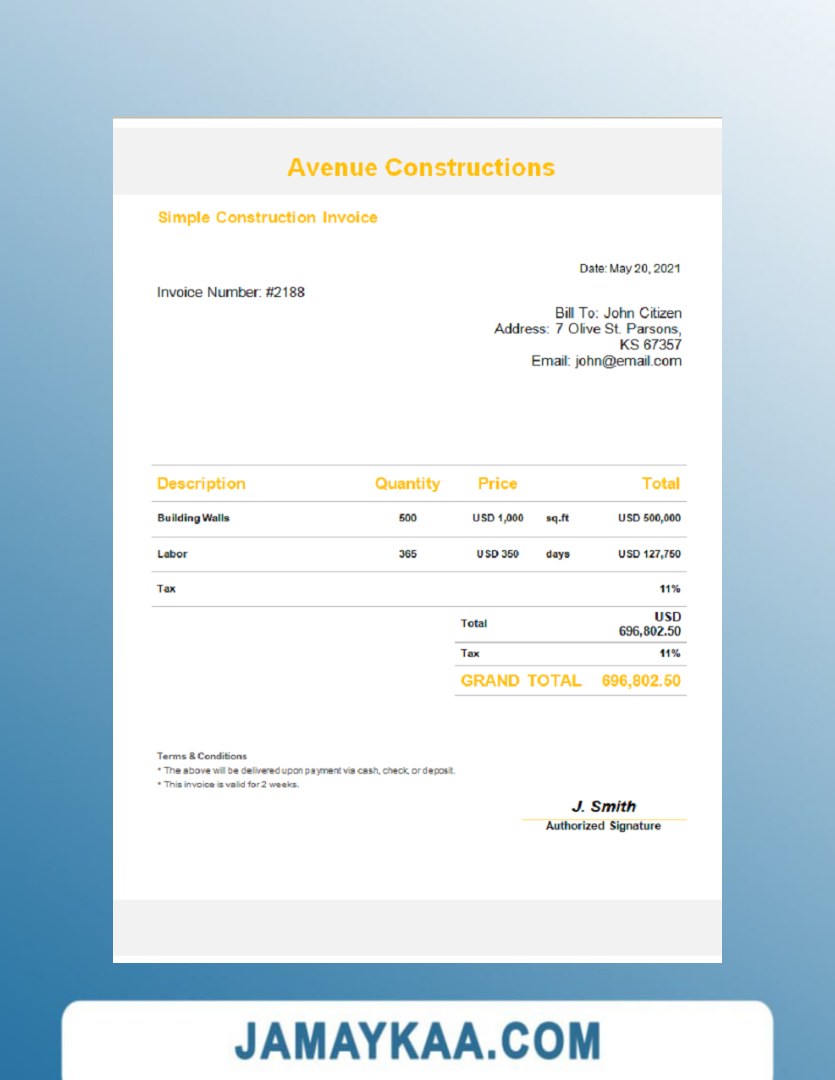 Avenue Constructions
Simple Construction Invoice
Date: May 20, 2021
Invoice Number: #2188
Bill To: John Citizen
Address: 7 Olive St. Parsons,
KS 67357
Email: john@email.com
Description Quantity Price Total
Building Walls 500 USD 1,000 sq.ft USD 500,000
Labor 365 USD 350 days USD 127,750
Tax 11%
Total USD
696,802.50
Tax 11%
GRAND TOTAL 696,802.50
Terms & Conditions
* The above will be delivered upon payment via cash, check, or deposit.
* This invoice is valid for 2 weeks.
J. Smith
Authorized Signature
JAMAYKAA.COM